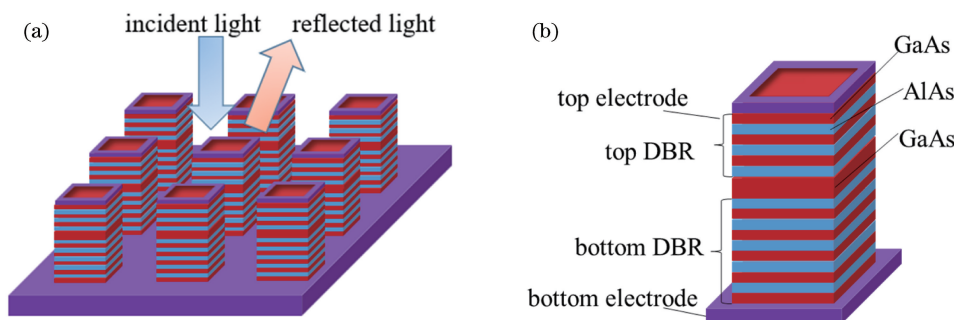 (a)
incident light
reflected light
(b)
GaAs
AlAs
GaAs
top electrode
top DBR
bottom DBR
bottom electrode